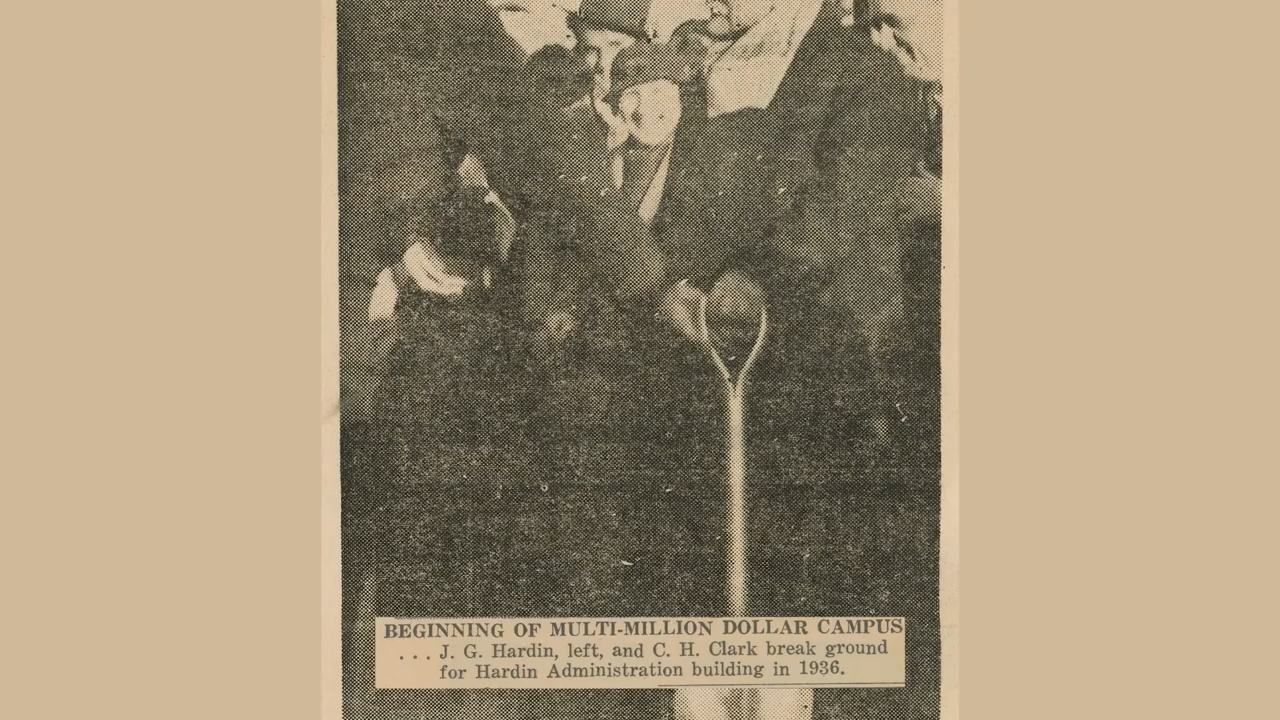 BEGINNING OF MULTI-MILLION DOLLAR CAMPUS
. . . J. G. Hardin, left, and C. H. Clark break ground
for Hardin Administration building in 1936.